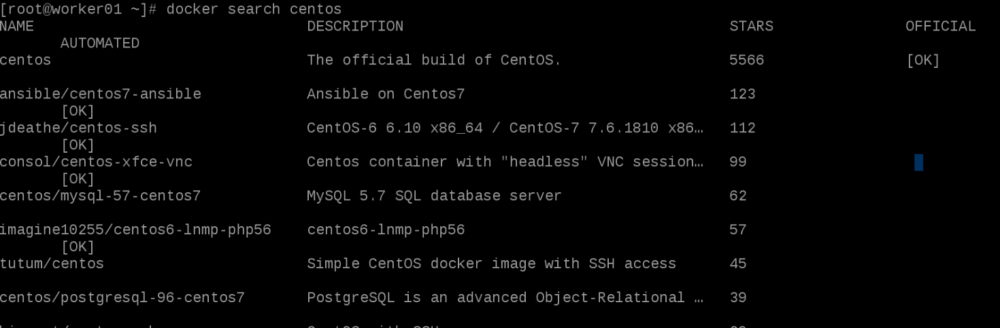 [root@worker01 ~]# docker search centos
NAME DESCRIPTION STARS OFFICIAL
AUTOMATED
centos The official build of CentOS. 5566 [OK]
ansible/centos7-ansible Ansible on Centos7 123
[OK]
jdeathe/centos-ssh CentOS-6 6.10 x86_64 / CentOS-7 7.6.1810 x86… 112
[OK]
consol/centos-xfce-vnc Centos container with "headless" VNC session… 99
[OK]
centos/mysql-57-centos7 MySQL 5.7 SQL database server 62
imagine10255/centos6-lnmp-php56 centos6-lnmp-php56 57
[OK]
tutum/centos Simple CentOS docker image with SSH access 45
centos/postgresql-96-centos7 PostgreSQL is an advanced Object-Relational … 39